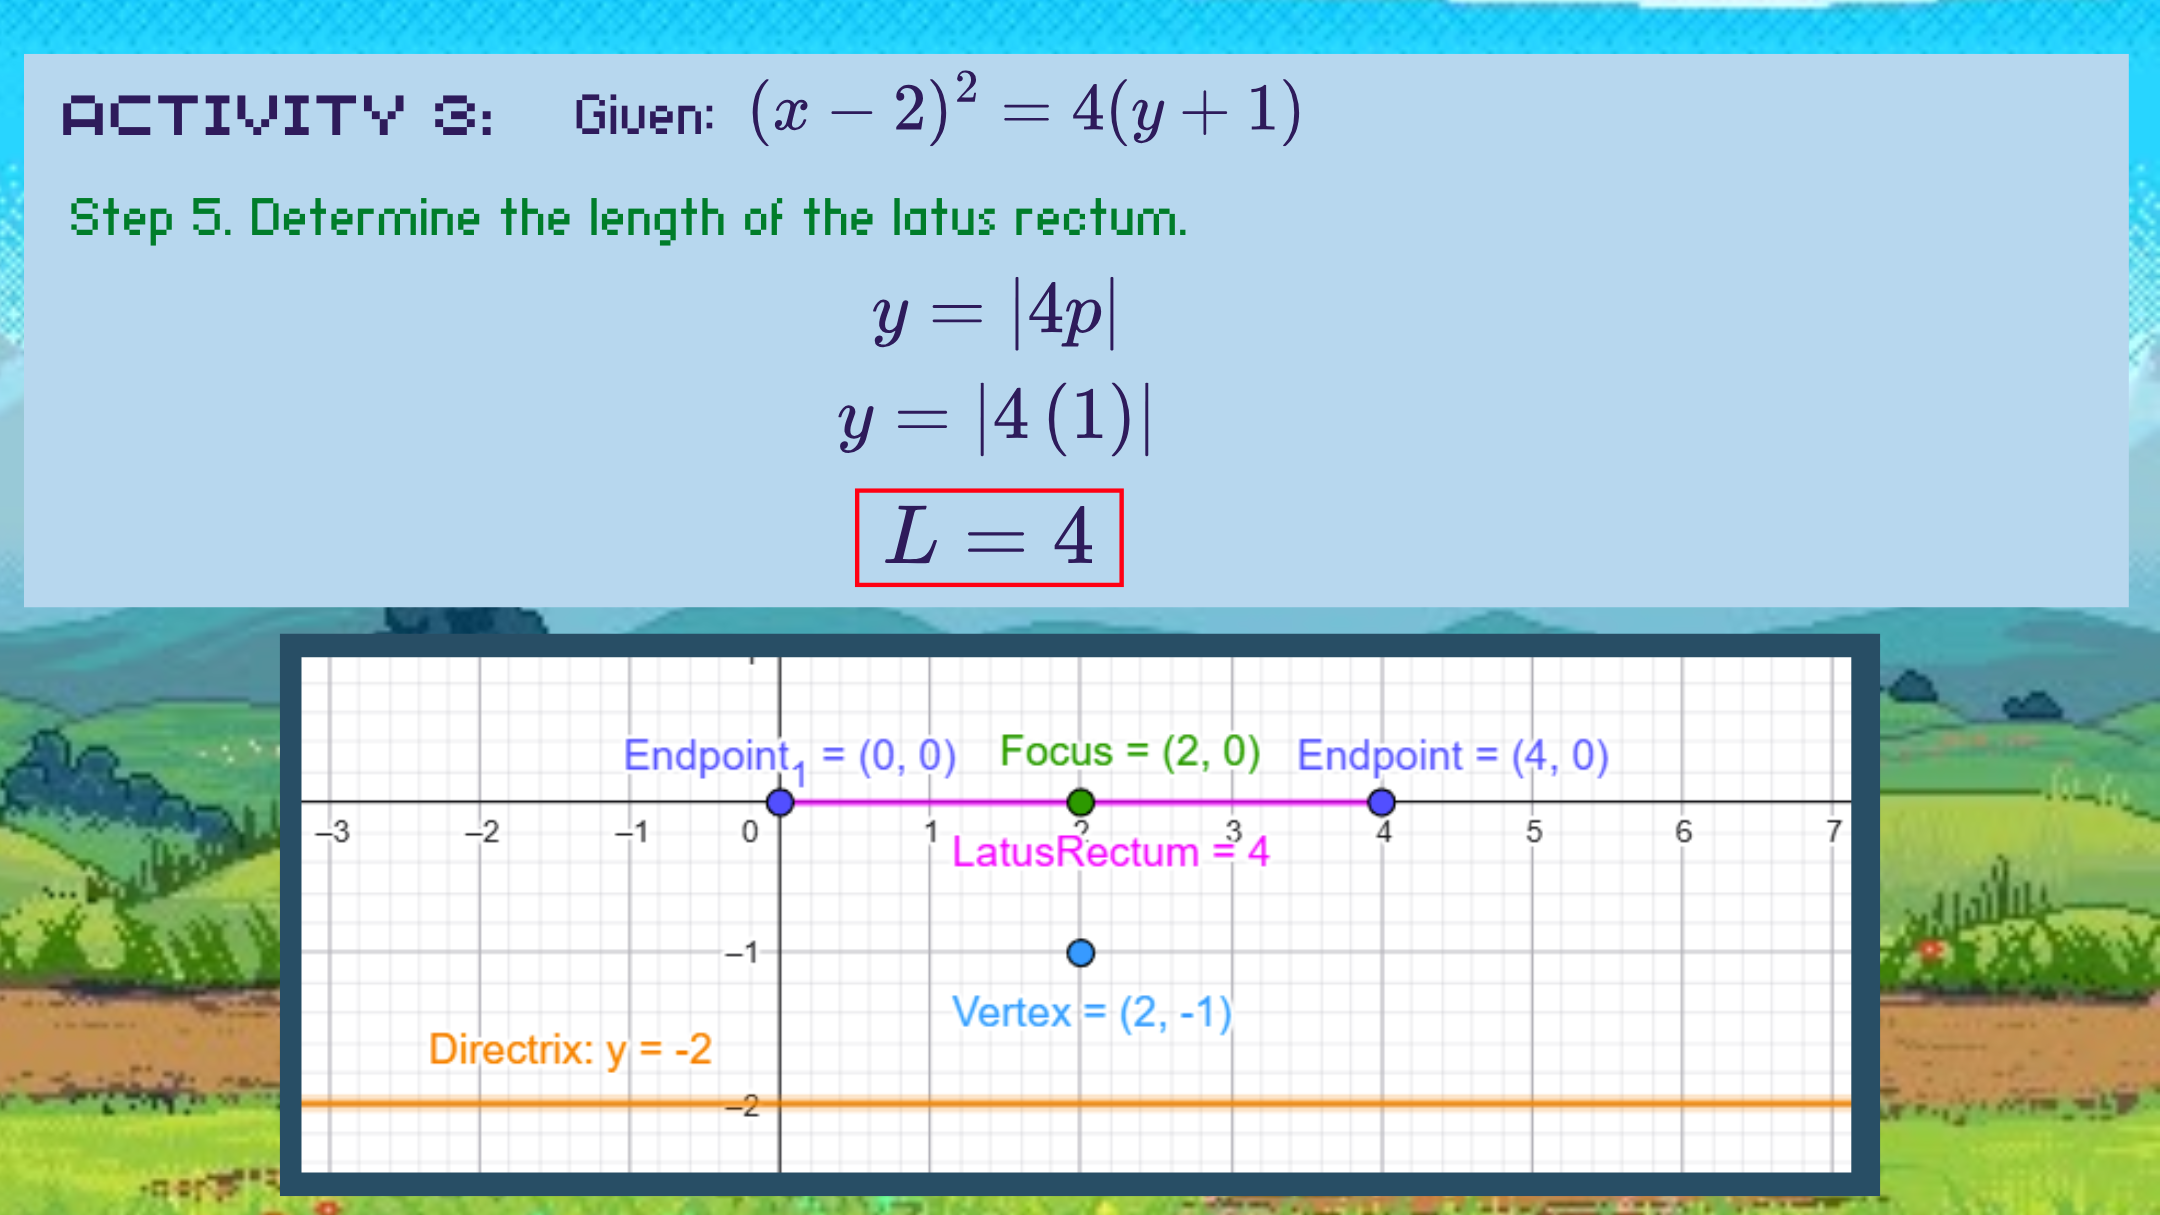 ACTIVITY 3: Given: (x − 2)² = 4(y + 1)
Step 5. Determine the length of the latus rectum.
y = |4p|
y = |4 (1)|
L = 4
Endpoint₁ = (0, 0) Focus = (2, 0) Endpoint = (4, 0)
–3 –2 –1 0 1 2 3 4 5 6 7
LatusRectum = 4
–1
Vertex = (2, -1)
Directrix: y = -2
–2